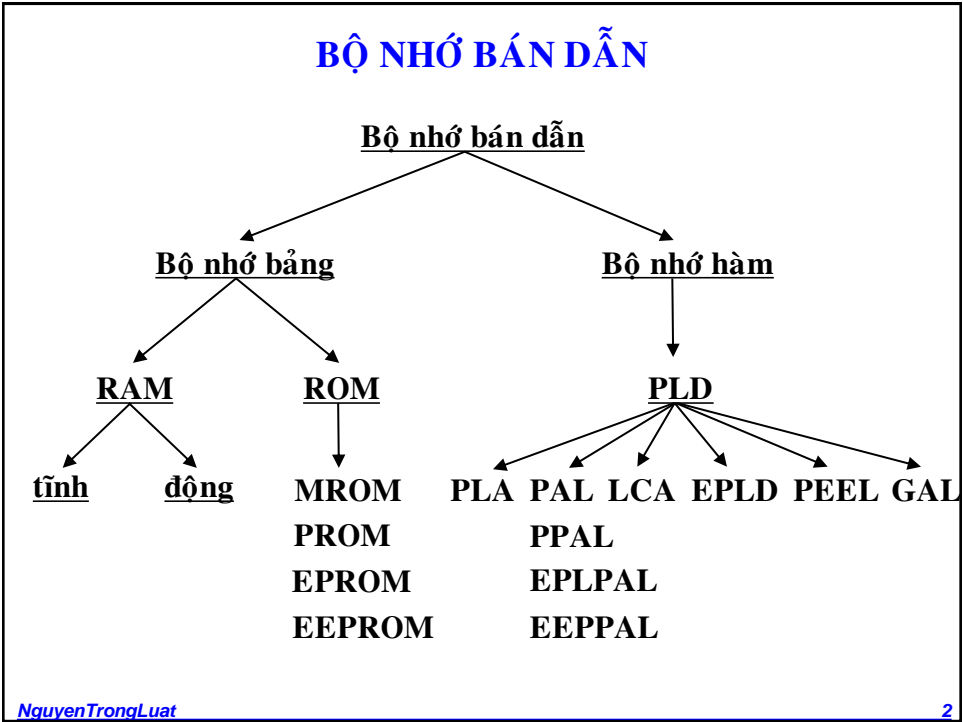 BỘ NHỚ BÁN DẪN
Bộ nhớ bán dẫn
Bộ nhớ bảng Bộ nhớ hàm
RAM ROM PLD
tĩnh động MROM PLA PAL LCA EPLD PEEL GAL
PROM PPAL
EPROM EPLPAL
EEPROM EEPPAL
NguyenTrongLuat 2